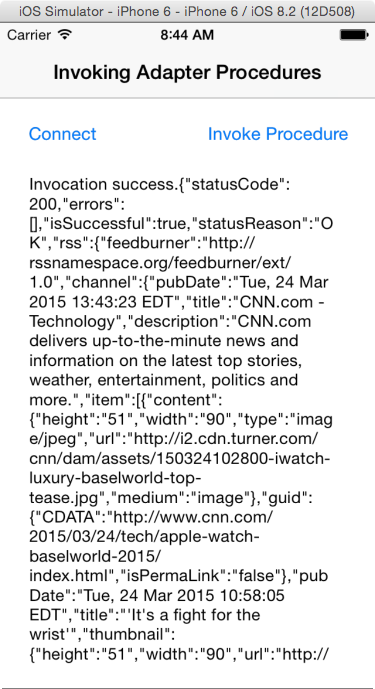 iOS Simulator - iPhone 6 - iPhone 6 / iOS 8.2 (12D508)
Carrier 8:44 AM
Invoking Adapter Procedures
Connect Invoke Procedure
Invocation success.{"statusCode":
200,"errors":
[],"isSuccessful":true,"statusReason":"O
K","rss":{"feedburner":"http://
rssnamespace.org/feedburner/ext/
1.0","channel":{"pubDate":"Tue, 24 Mar
2015 13:43:23 EDT","title":"CNN.com -
Technology","description":"CNN.com
delivers up-to-the-minute news and
information on the latest top stories,
weather, entertainment, politics and
more.","item":[{"content":
{"height":"51","width":"90","type":"imag
e/jpeg","url":"http://i2.cdn.turner.com/
cnn/dam/assets/150324102800-iwatch-
luxury-baselworld-top-
tease.jpg","medium":"image"},"guid":
{"CDATA":"http://www.cnn.com/
2015/03/24/tech/apple-watch-
baselworld-2015/
index.html","isPermaLink":"false"},"pub
Date":"Tue, 24 Mar 2015 10:58:05
EDT","title":"'It's a fight for the
wrist'","thumbnail":
{"height":"51","width":"90","url":"http://